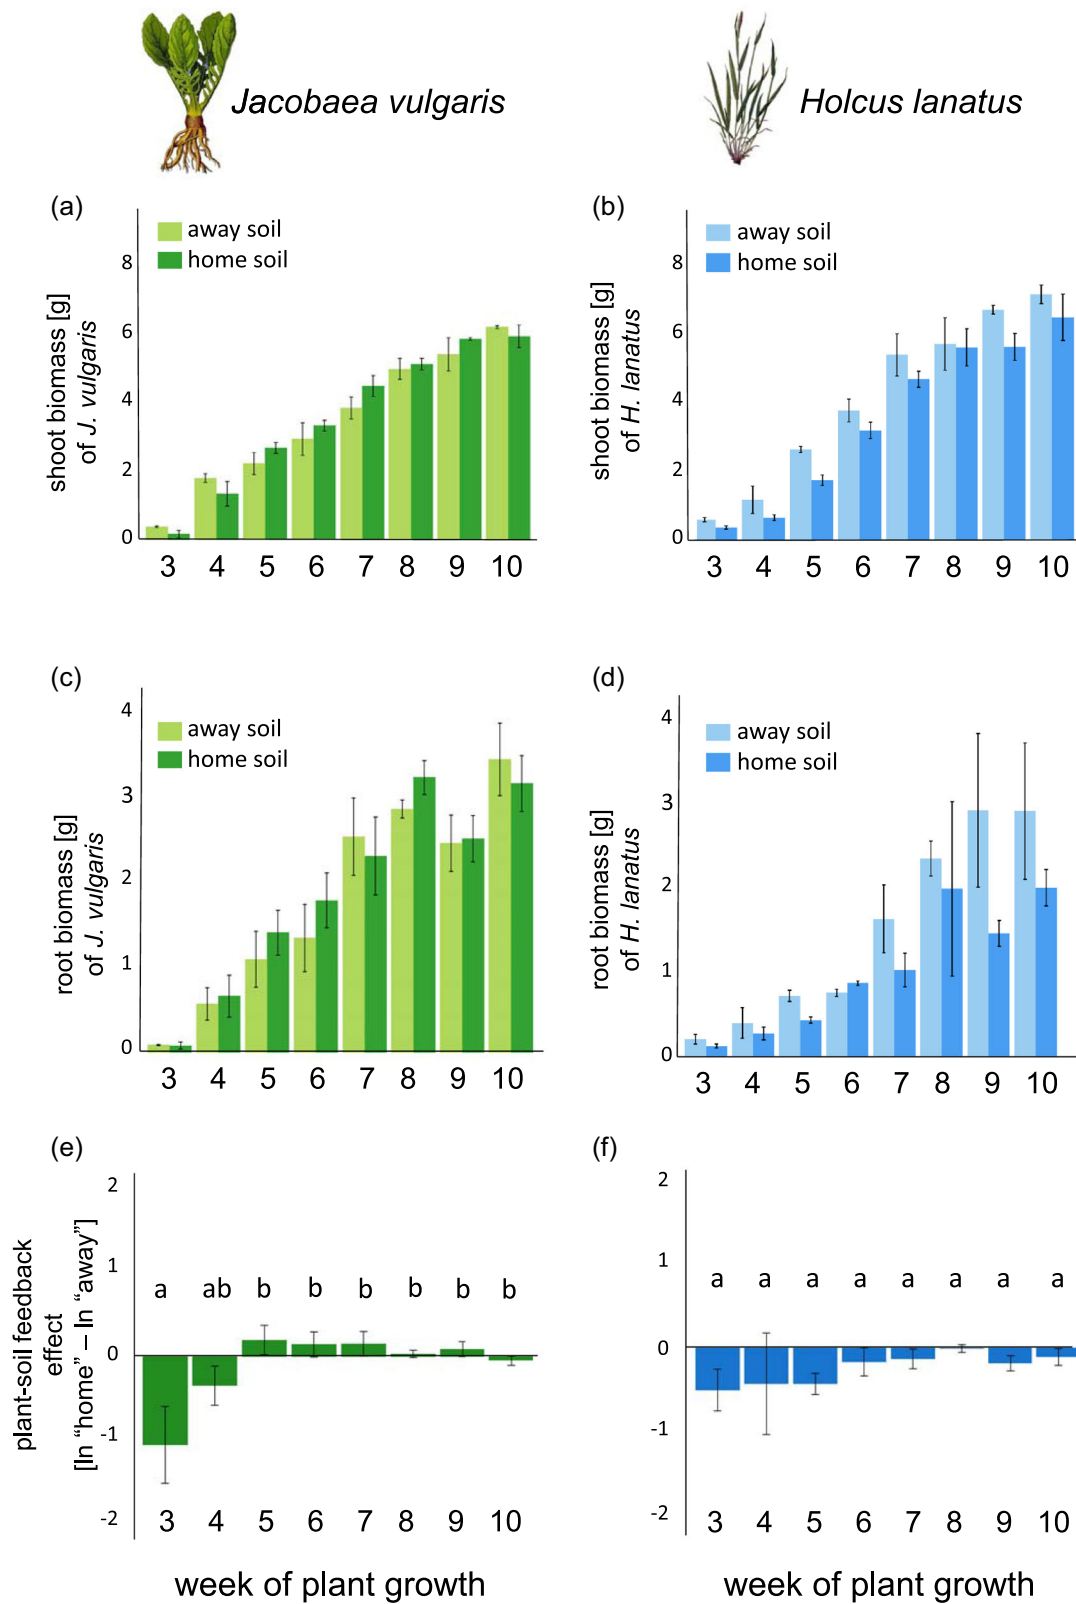 Jacobaea vulgaris
Holcus lanatus
(a)
away soil
home soil
8
6
4
2
0
shoot biomass [g]
of J. vulgaris
3 4 5 6 7 8 9 10
(b)
away soil
home soil
8
6
4
2
0
shoot biomass [g]
of H. lanatus
3 4 5 6 7 8 9 10
(c)
away soil
home soil
4
3
2
1
0
root biomass [g]
of J. vulgaris
3 4 5 6 7 8 9 10
(d)
away soil
home soil
4
3
2
1
0
root biomass [g]
of H. lanatus
3 4 5 6 7 8 9 10
(e)
2
1
0
-1
-2
plant-soil feedback
effect
[ln “home” – ln “away”]
a ab b b b b b b
3 4 5 6 7 8 9 10
week of plant growth
(f)
2
1
0
-1
-2
a a a a a a a a
3 4 5 6 7 8 9 10
week of plant growth